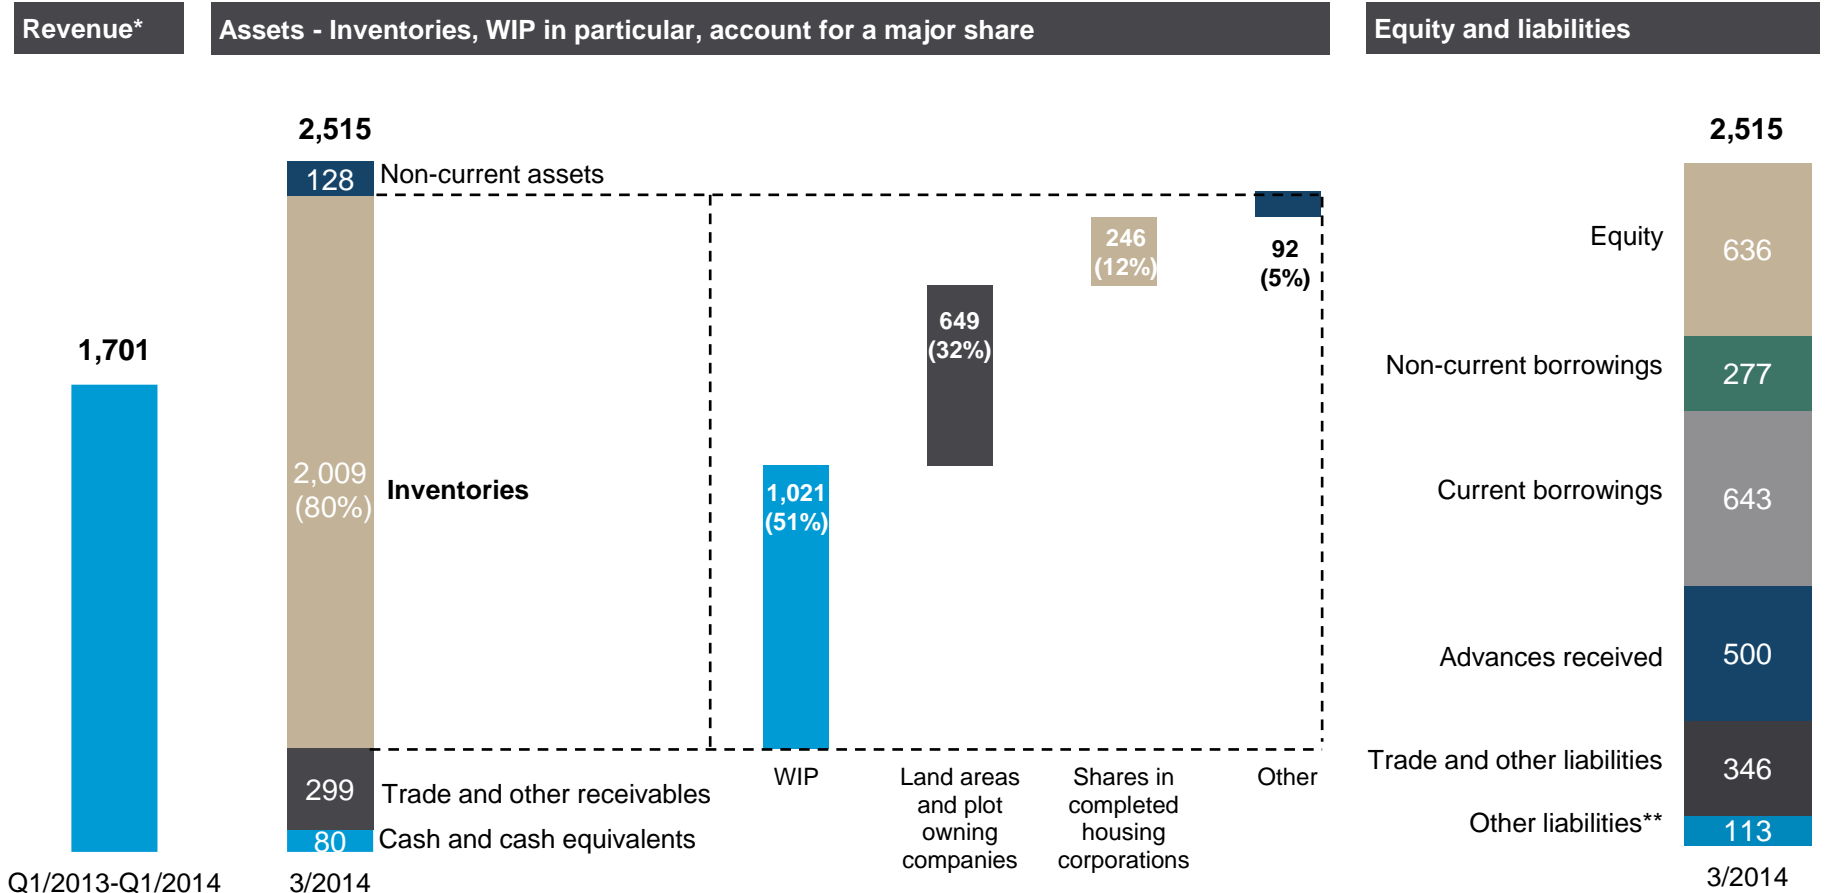 Revenue*
Assets - Inventories, WIP in particular, account for a major share
Equity and liabilities
1,701
Q1/2013-Q1/2014
2,515
128
Non-current assets
2,009
(80%)
Inventories
299
Trade and other receivables
80
Cash and cash equivalents
3/2014
1,021
(51%)
WIP
649
(32%)
Land areas
and plot
owning
companies
246
(12%)
Shares in
completed
housing
corporations
92
(5%)
Other
2,515
Equity
636
Non-current borrowings
277
Current borrowings
643
Advances received
500
Trade and other liabilities
346
Other liabilities**
113
3/2014